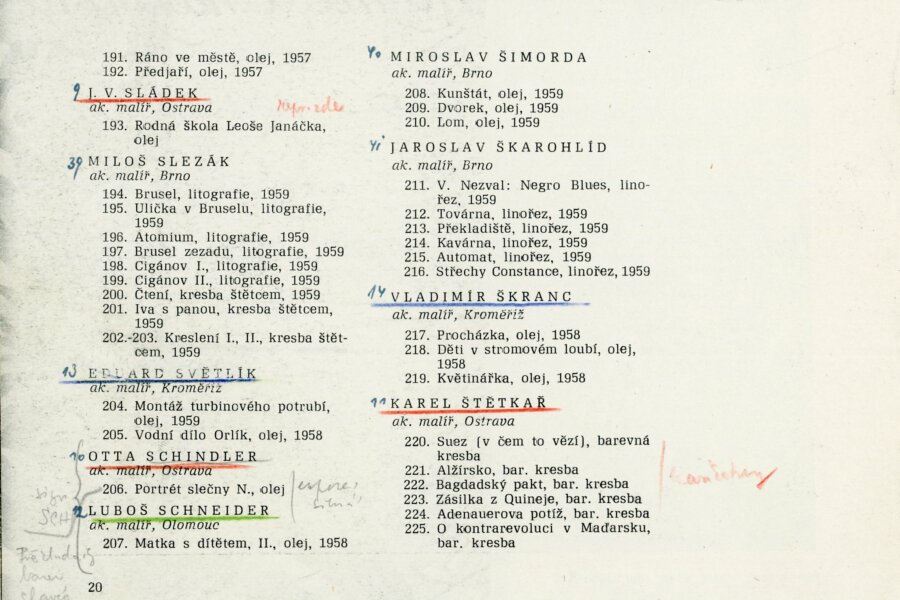 191. Ráno ve městě, olej, 1957
192. Předjaří, olej, 1957
9 J. V. SLÁDEK
ak. malíř, Ostrava
193. Rodná škola Leoše Janáčka,
olej
39 MILOŠ SLEZÁK
ak. malíř, Brno
194. Brusel, litografie, 1959
195. Ulička v Bruselu, litografie,
1959
196. Atomium, litografie, 1959
197. Brusel zezadu, litografie, 1959
198. Cigánov I., litografie, 1959
199. Cigánov II., litografie, 1959
200. Čtení, kresba štětcem, 1959
201. Iva s panou, kresba štětcem,
1959
202.-203. Kreslení I., II., kresba štět-
cem, 1959
13 EDUARD SVĚTLÍK
ak. malíř, Kroměříž
204. Montáž turbinového potrubí,
olej, 1959
205. Vodní dílo Orlík, olej, 1958
10 OTTA SCHINDLER
ak. malíř, Ostrava
206. Portrét slečny N., olej
SCH
12 LUBOŠ SCHNEIDER
ak. malíř, Olomouc
207. Matka s dítětem, II., olej, 1958
20
40 MIROSLAV ŠIMORDA
ak. malíř, Brno
208. Kunštát, olej, 1959
209. Dvorek, olej, 1959
210. Lom, olej, 1959
41 JAROSLAV ŠKAROHLÍD
ak. malíř, Brno
211. V. Nezval: Negro Blues, lino-
řez, 1959
212. Továrna, linořez, 1959
213. Překladiště, linořez, 1959
214. Kavárna, linořez, 1959
215. Automat, linořez, 1959
216. Střechy Constance, linořez, 1959
14 VLADIMÍR ŠKRANC
ak. malíř, Kroměříž
217. Procházka, olej, 1958
218. Děti v stromovém loubí, olej,
1958
219. Květinářka, olej, 1958
11 KAREL ŠTĚTKAŘ
ak. malíř, Ostrava
220. Suez (v čem to vězí), barevná
kresba
221. Alžírsko, bar. kresba
222. Bagdadský pakt, bar. kresba
223. Zásilka z Quineje, bar. kresba
224. Adenauerova potíž, bar. kresba
225. O kontrarevoluci v Maďarsku,
bar. kresba